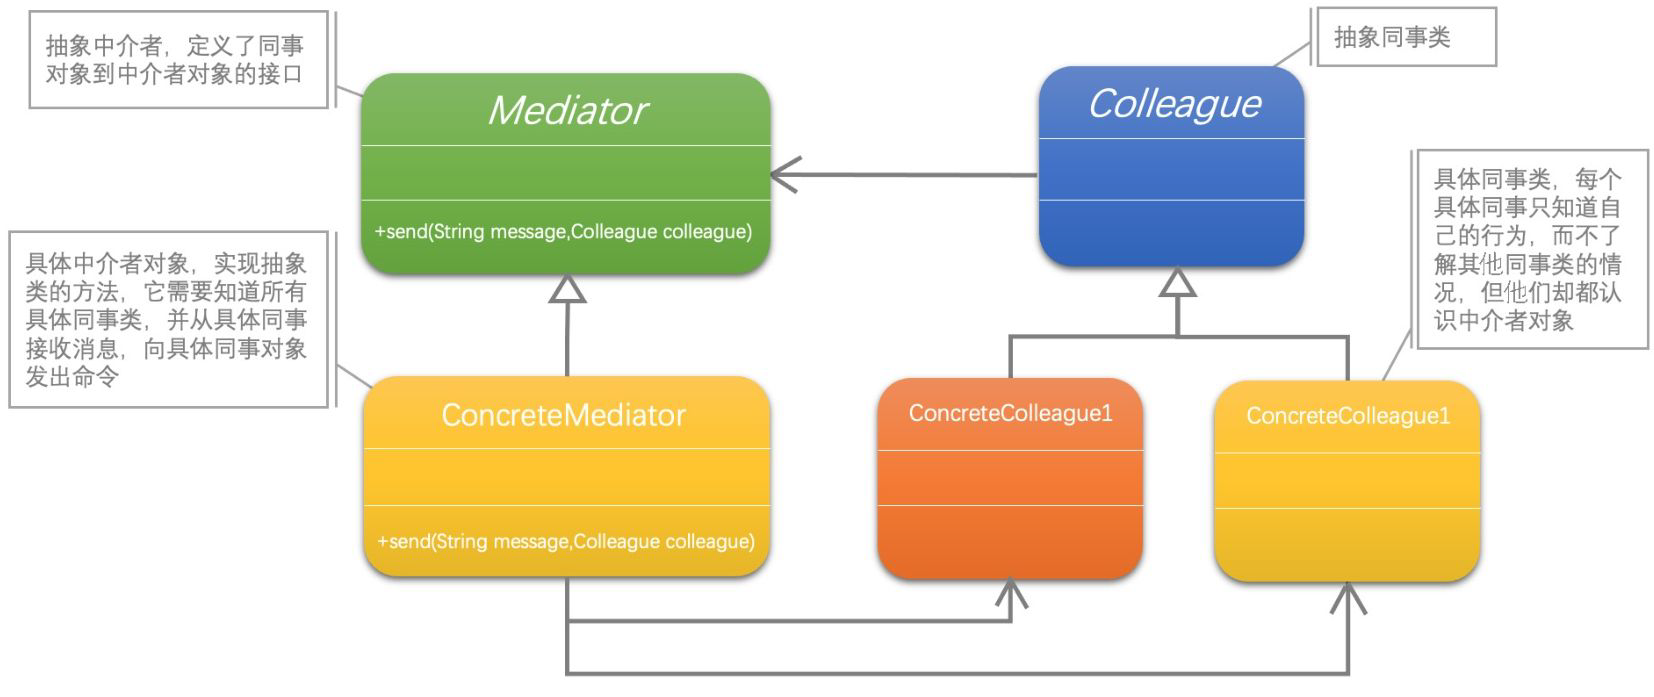 抽象中介者，定义了同事
对象到中介者对象的接口
抽象同事类
Mediator
+send(String message,Colleague colleague)
Colleague
具体同事类，每个
具体同事只知道自
己的行为，而不了
解其他同事类的情
况，但他们却都认
识中介者对象
具体中介者对象，实现抽象
类的方法，它需要知道所有
具体同事类，并从具体同事
接收消息，向具体同事对象
发出命令
ConcreteMediator
+send(String message,Colleague colleague)
ConcreteColleague1
ConcreteColleague1